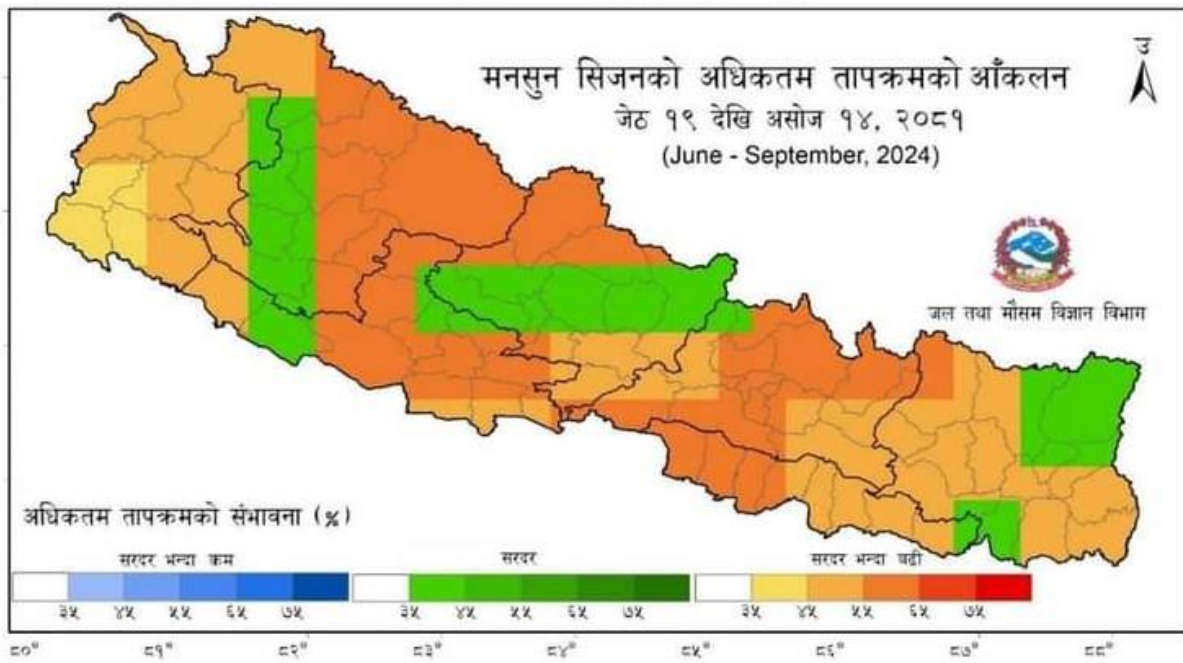 उ
मनसुन सिजनको अधिकतम तापक्रमको आँकलन
जेठ १९ देखि असोज १४, २०८१
(June - September, 2024)
जल तथा मौसम विज्ञान विभाग
अधिकतम तापक्रमको संभावना (%)
सरदर भन्दा कम
सरदर
सरदर भन्दा बढी
३५ ४५ ५५ ६५ ७५
३५ ४५ ५५ ६५ ७५
३५ ४५ ५५ ६५ ७५
८०° ८१° ८२° ८३° ८४° ८५° ८६° ८७° ८८°